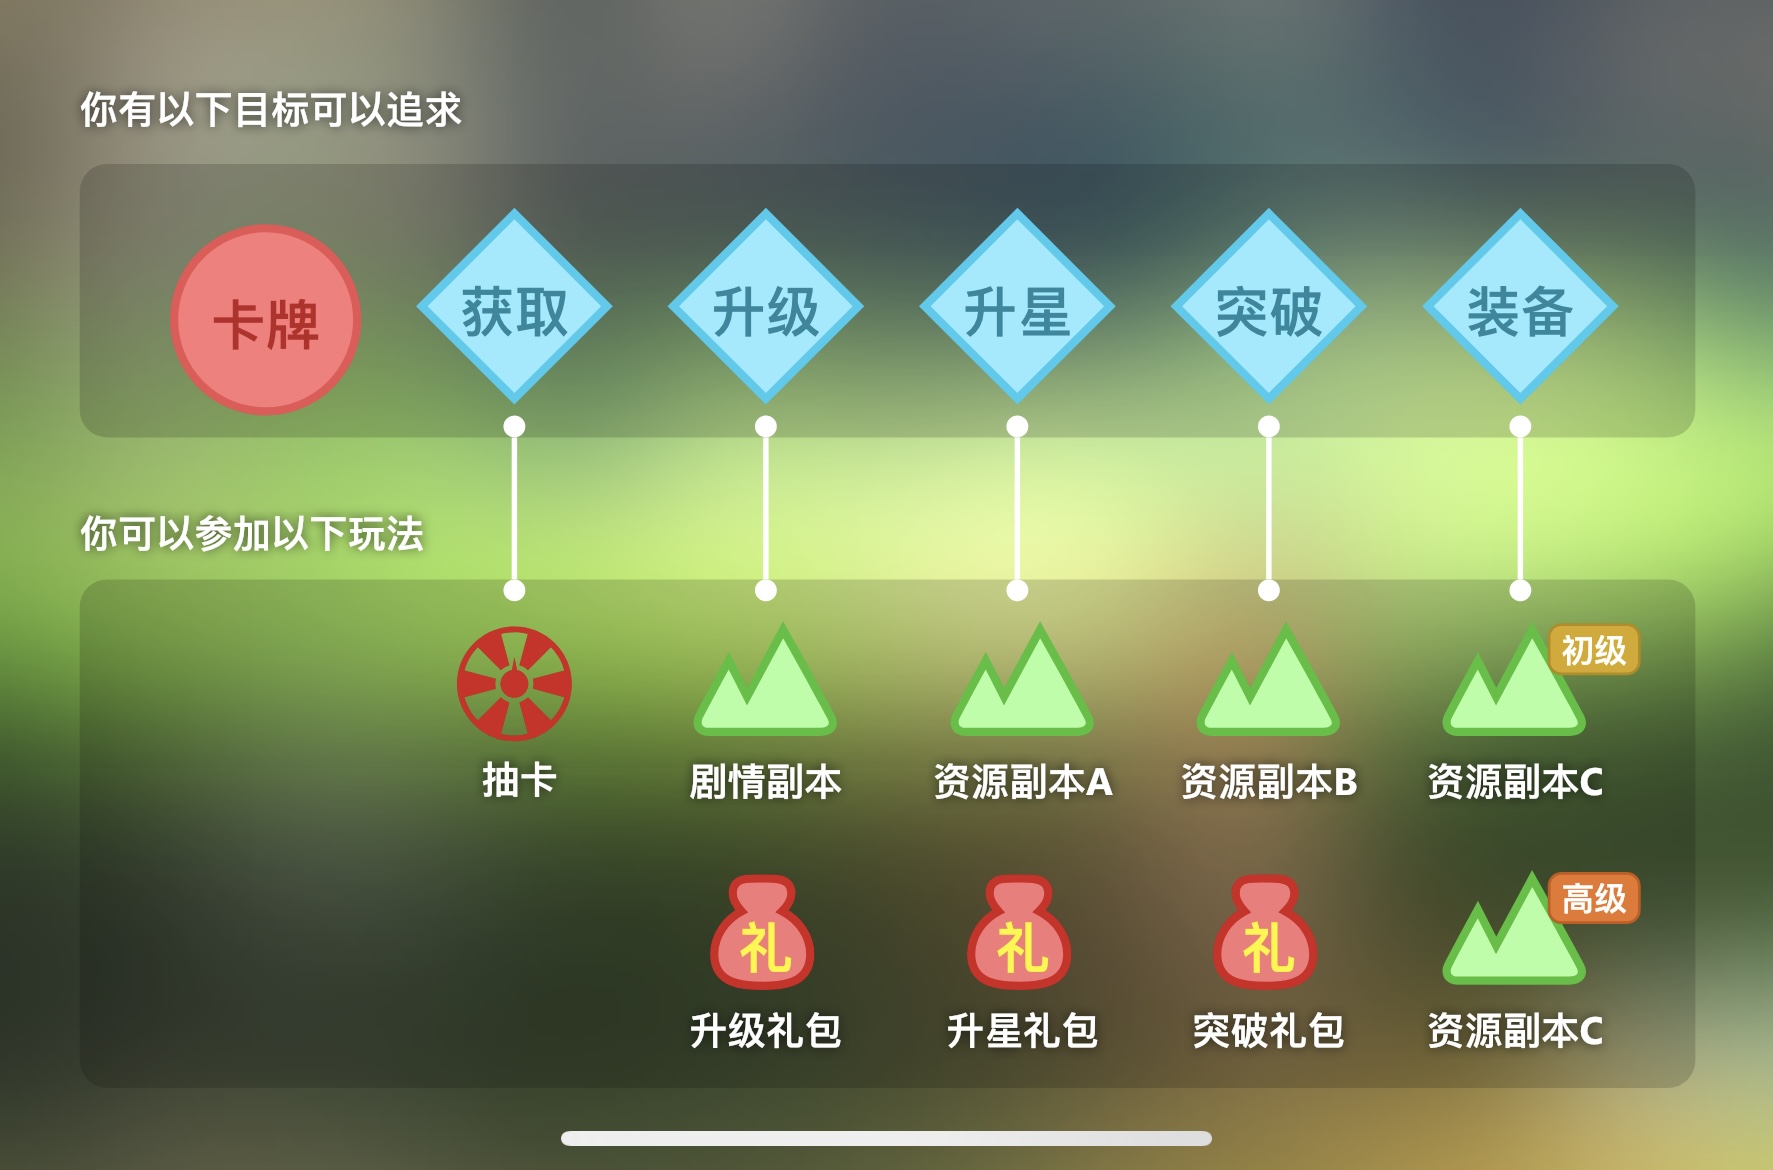 你有以下目标可以追求
卡牌
获取
升级
升星
突破
装备
你可以参加以下玩法
抽卡
剧情副本
资源副本A
资源副本B
初级
资源副本C
礼
升级礼包
礼
升星礼包
礼
突破礼包
高级
资源副本C